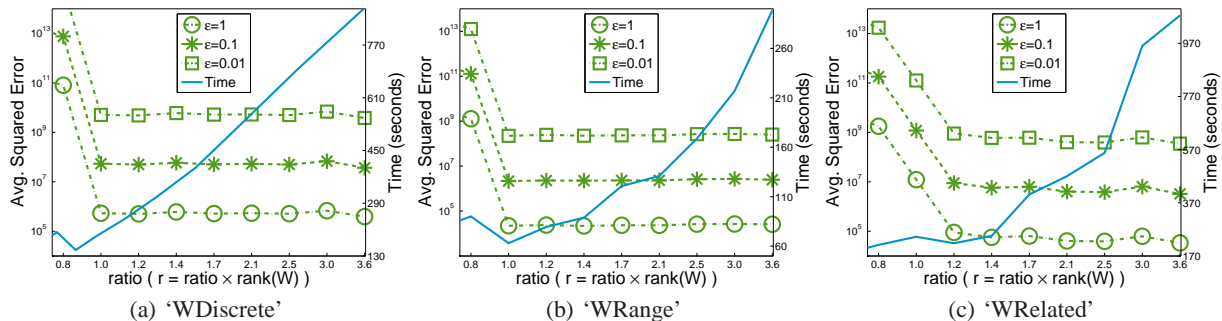 Avg. Squared Error
10^13
10^11
10^9
10^7
10^5
ε=1
ε=0.1
ε=0.01
Time
770
610
450
290
130
Time (seconds)
0.8 1.0 1.2 1.4 1.7 2.1 2.5 3.0 3.6
ratio ( r = ratio × rank(W) )
(a) ‘WDiscrete’
Avg. Squared Error
10^13
10^11
10^9
10^7
10^5
ε=1
ε=0.1
ε=0.01
Time
260
210
160
110
60
Time (seconds)
0.8 1.0 1.2 1.4 1.7 2.1 2.5 3.0 3.6
ratio ( r = ratio × rank(W) )
(b) ‘WRange’
Avg. Squared Error
10^13
10^11
10^9
10^7
10^5
ε=1
ε=0.1
ε=0.01
Time
970
770
570
370
170
Time (seconds)
0.8 1.0 1.2 1.4 1.7 2.1 2.5 3.0 3.6
ratio ( r = ratio × rank(W) )
(c) ‘WRelated’